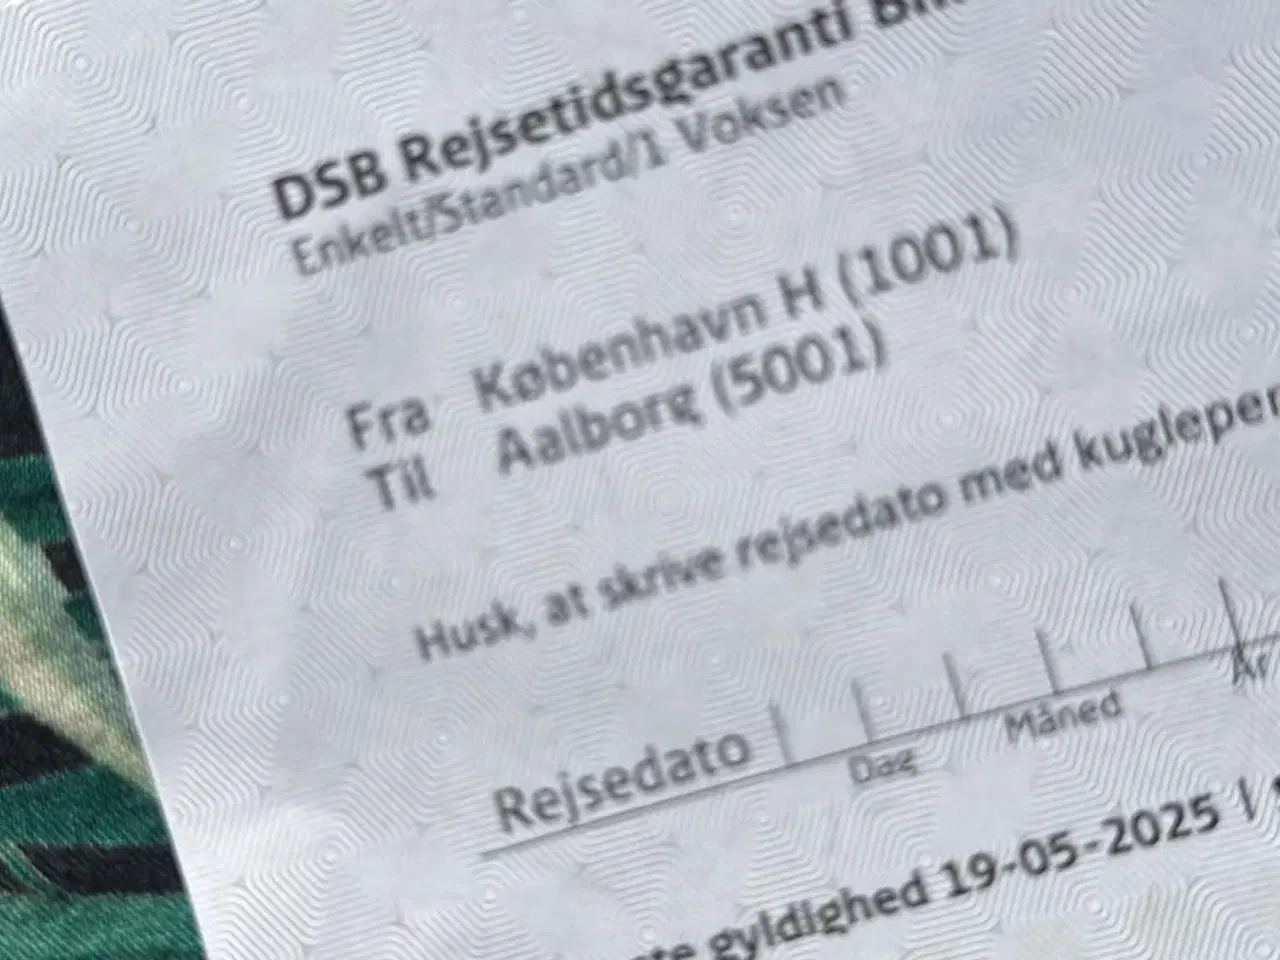 DSB Rejsetidsgaranti
Enkelt/Standard/1 Voksen
Fra København H (1001)
Til Aalborg (5001)
Husk, at skrive rejsedato med
Rejsedato
Dag Måned År
gyldighed 19-05-2025 |